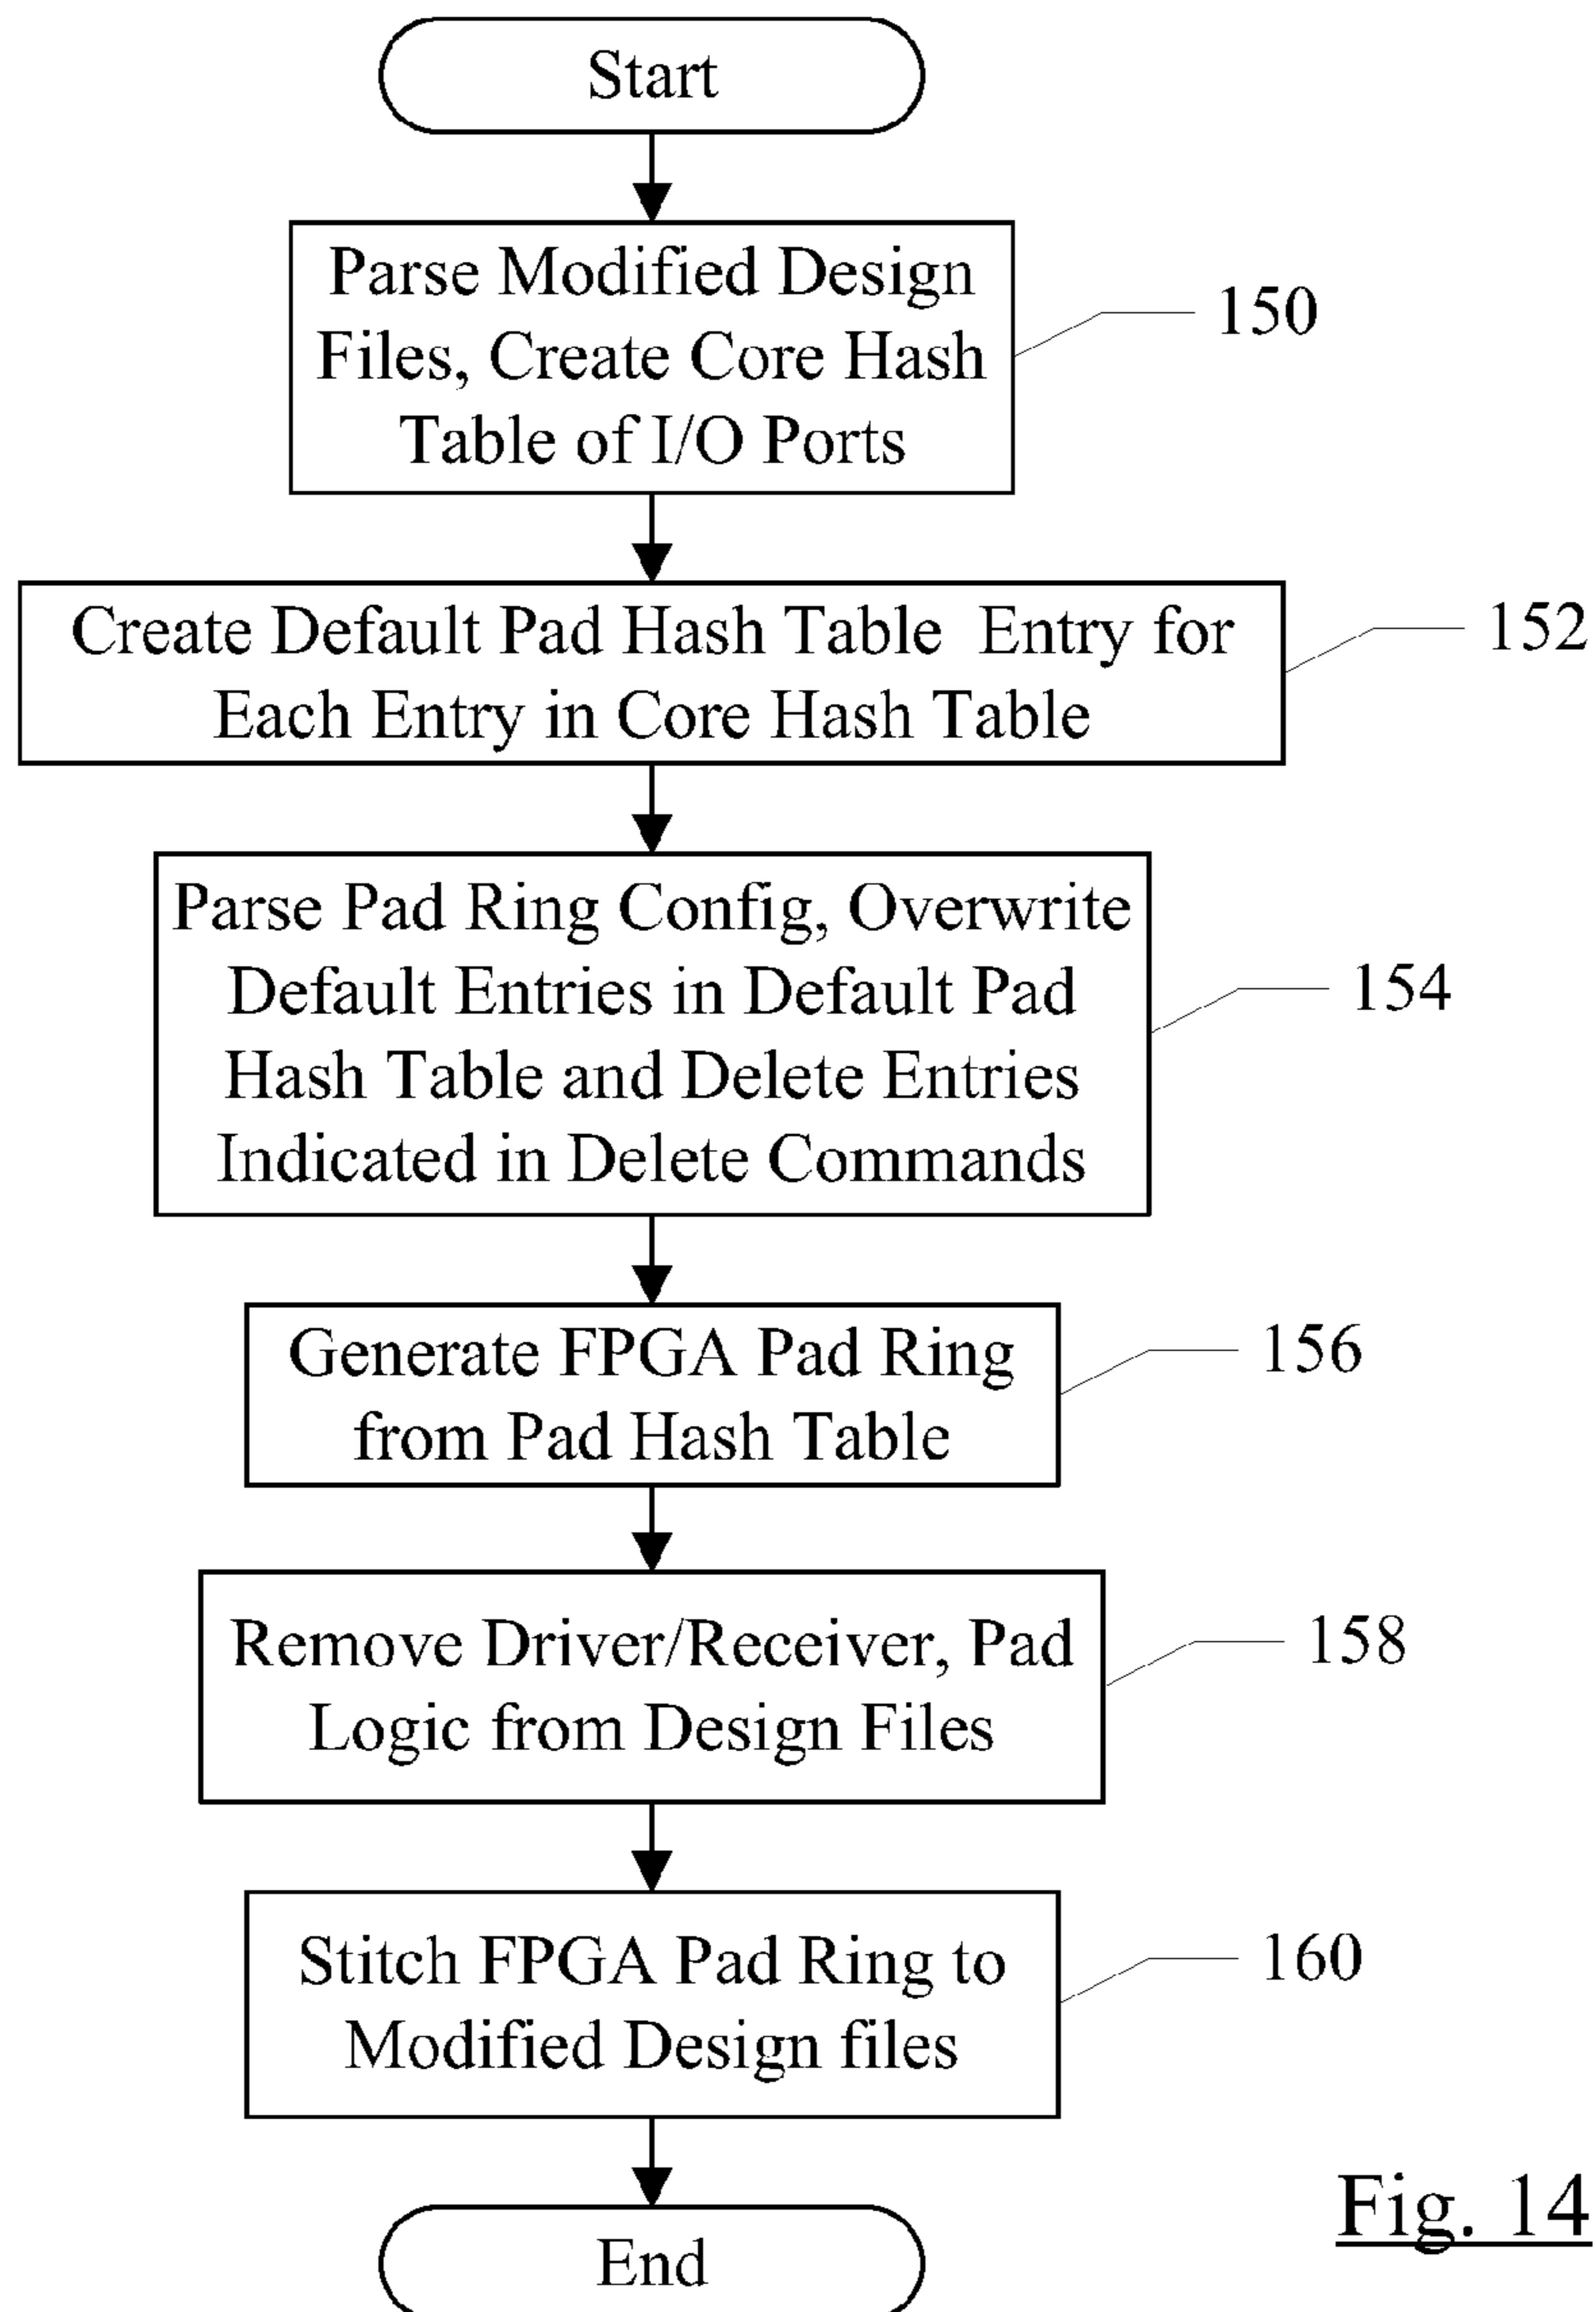 Start
Parse Modified Design
Files, Create Core Hash
Table of I/O Ports
150
Create Default Pad Hash Table Entry for
Each Entry in Core Hash Table
152
Parse Pad Ring Config, Overwrite
Default Entries in Default Pad
Hash Table and Delete Entries
Indicated in Delete Commands
154
Generate FPGA Pad Ring
from Pad Hash Table
156
Remove Driver/Receiver, Pad
Logic from Design Files
158
Stitch FPGA Pad Ring to
Modified Design files
160
End
Fig. 14